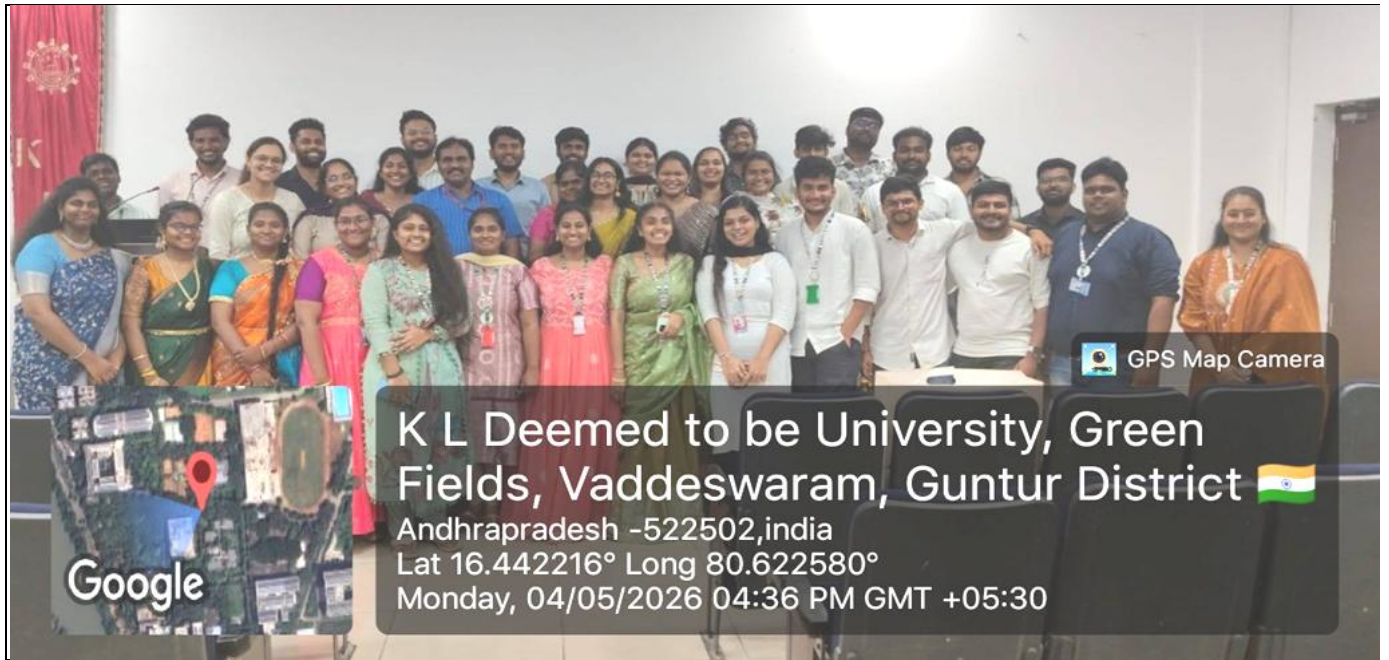 K
GPS Map Camera
K L Deemed to be University, Green
Fields, Vaddeswaram, Guntur District
Andhrapradesh -522502,india
Lat 16.442216° Long 80.622580°
Monday, 04/05/2026 04:36 PM GMT +05:30
Google